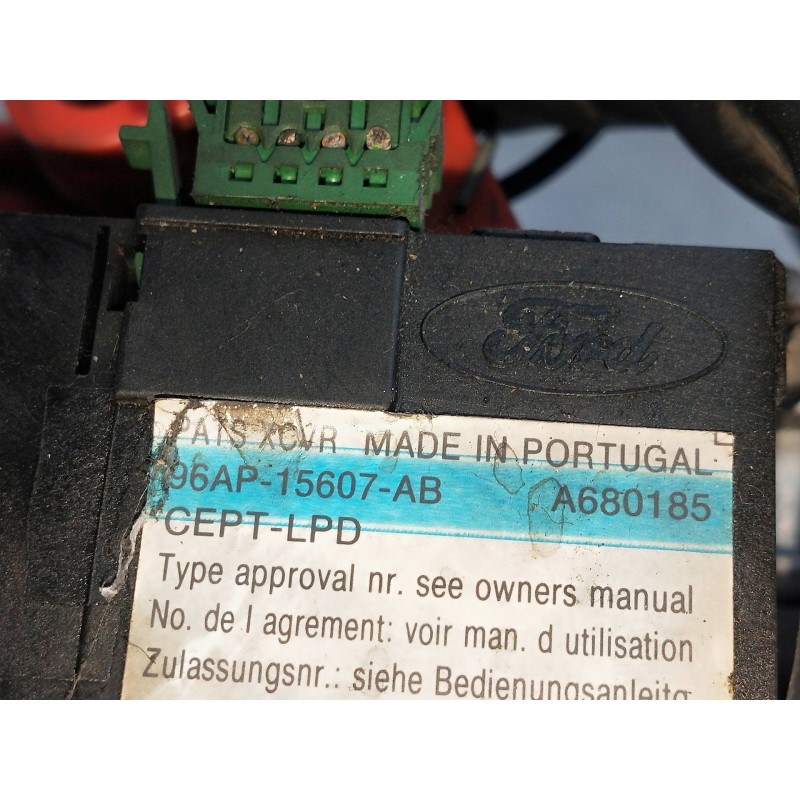 Ford
PATS XCVR MADE IN PORTUGAL
96AP-15607-AB A680185
CEPT-LPD
Type approval nr. see owners manual
No. de l agrement: voir man. d utilisation
Zulassungsnr.: siehe Bedienungsanleitg